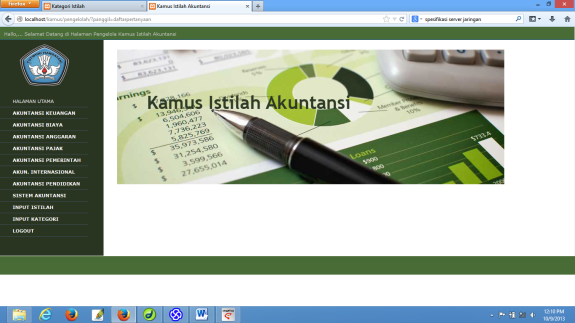 Firefox
Kategori Istilah
Kamus Istilah Akuntansi
localhost/kamus/pengelolah/?panggil=daftarpertanyaan
spesifikasi server jaringan
Hallo,.... Selamat Datang di Halaman Pengelola Kamus Istilah Akuntansi
HALAMAN UTAMA
AKUNTANSI KEUANGAN
AKUNTANSI BIAYA
AKUNTANSI ANGGARAN
AKUNTANSI PAJAK
AKUNTANSI PEMERINTAH
AKUN. INTERNASIONAL
AKUNTANSI PENDIDIKAN
SISTEM AKUNTANSI
INPUT ISTILAH
INPUT KATEGORI
LOGOUT
Kamus Istilah Akuntansi
6,504,606
1,960,477
7,736,223
5,825,769
35,973,586
31,254,580
3,599,566
27,655,014
Loans
$900
$733.4
12:10 PM
10/9/2013